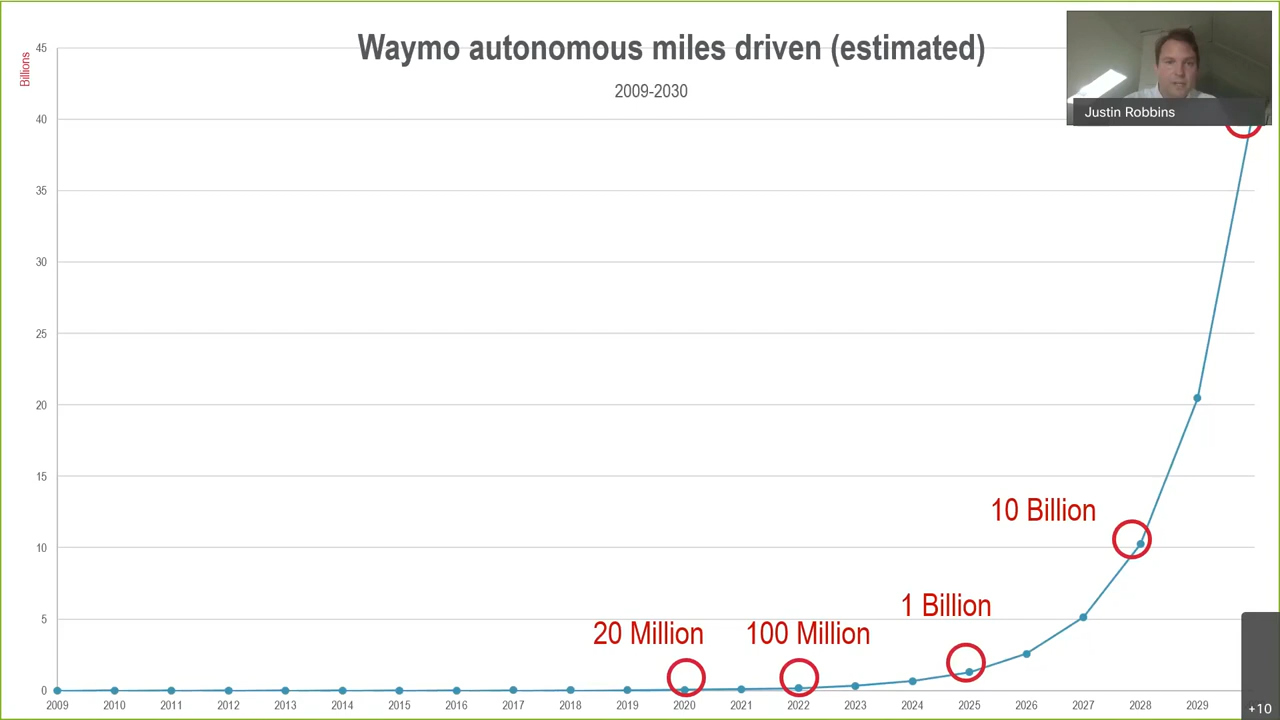 Waymo autonomous miles driven (estimated)
2009-2030
Justin Robbins
Billions
45
40
35
30
25
20
15
10
5
0
10 Billion
1 Billion
20 Million
100 Million
2009 2010 2011 2012 2013 2014 2015 2016 2017 2018 2019 2020 2021 2022 2023 2024 2025 2026 2027 2028 2029
+10